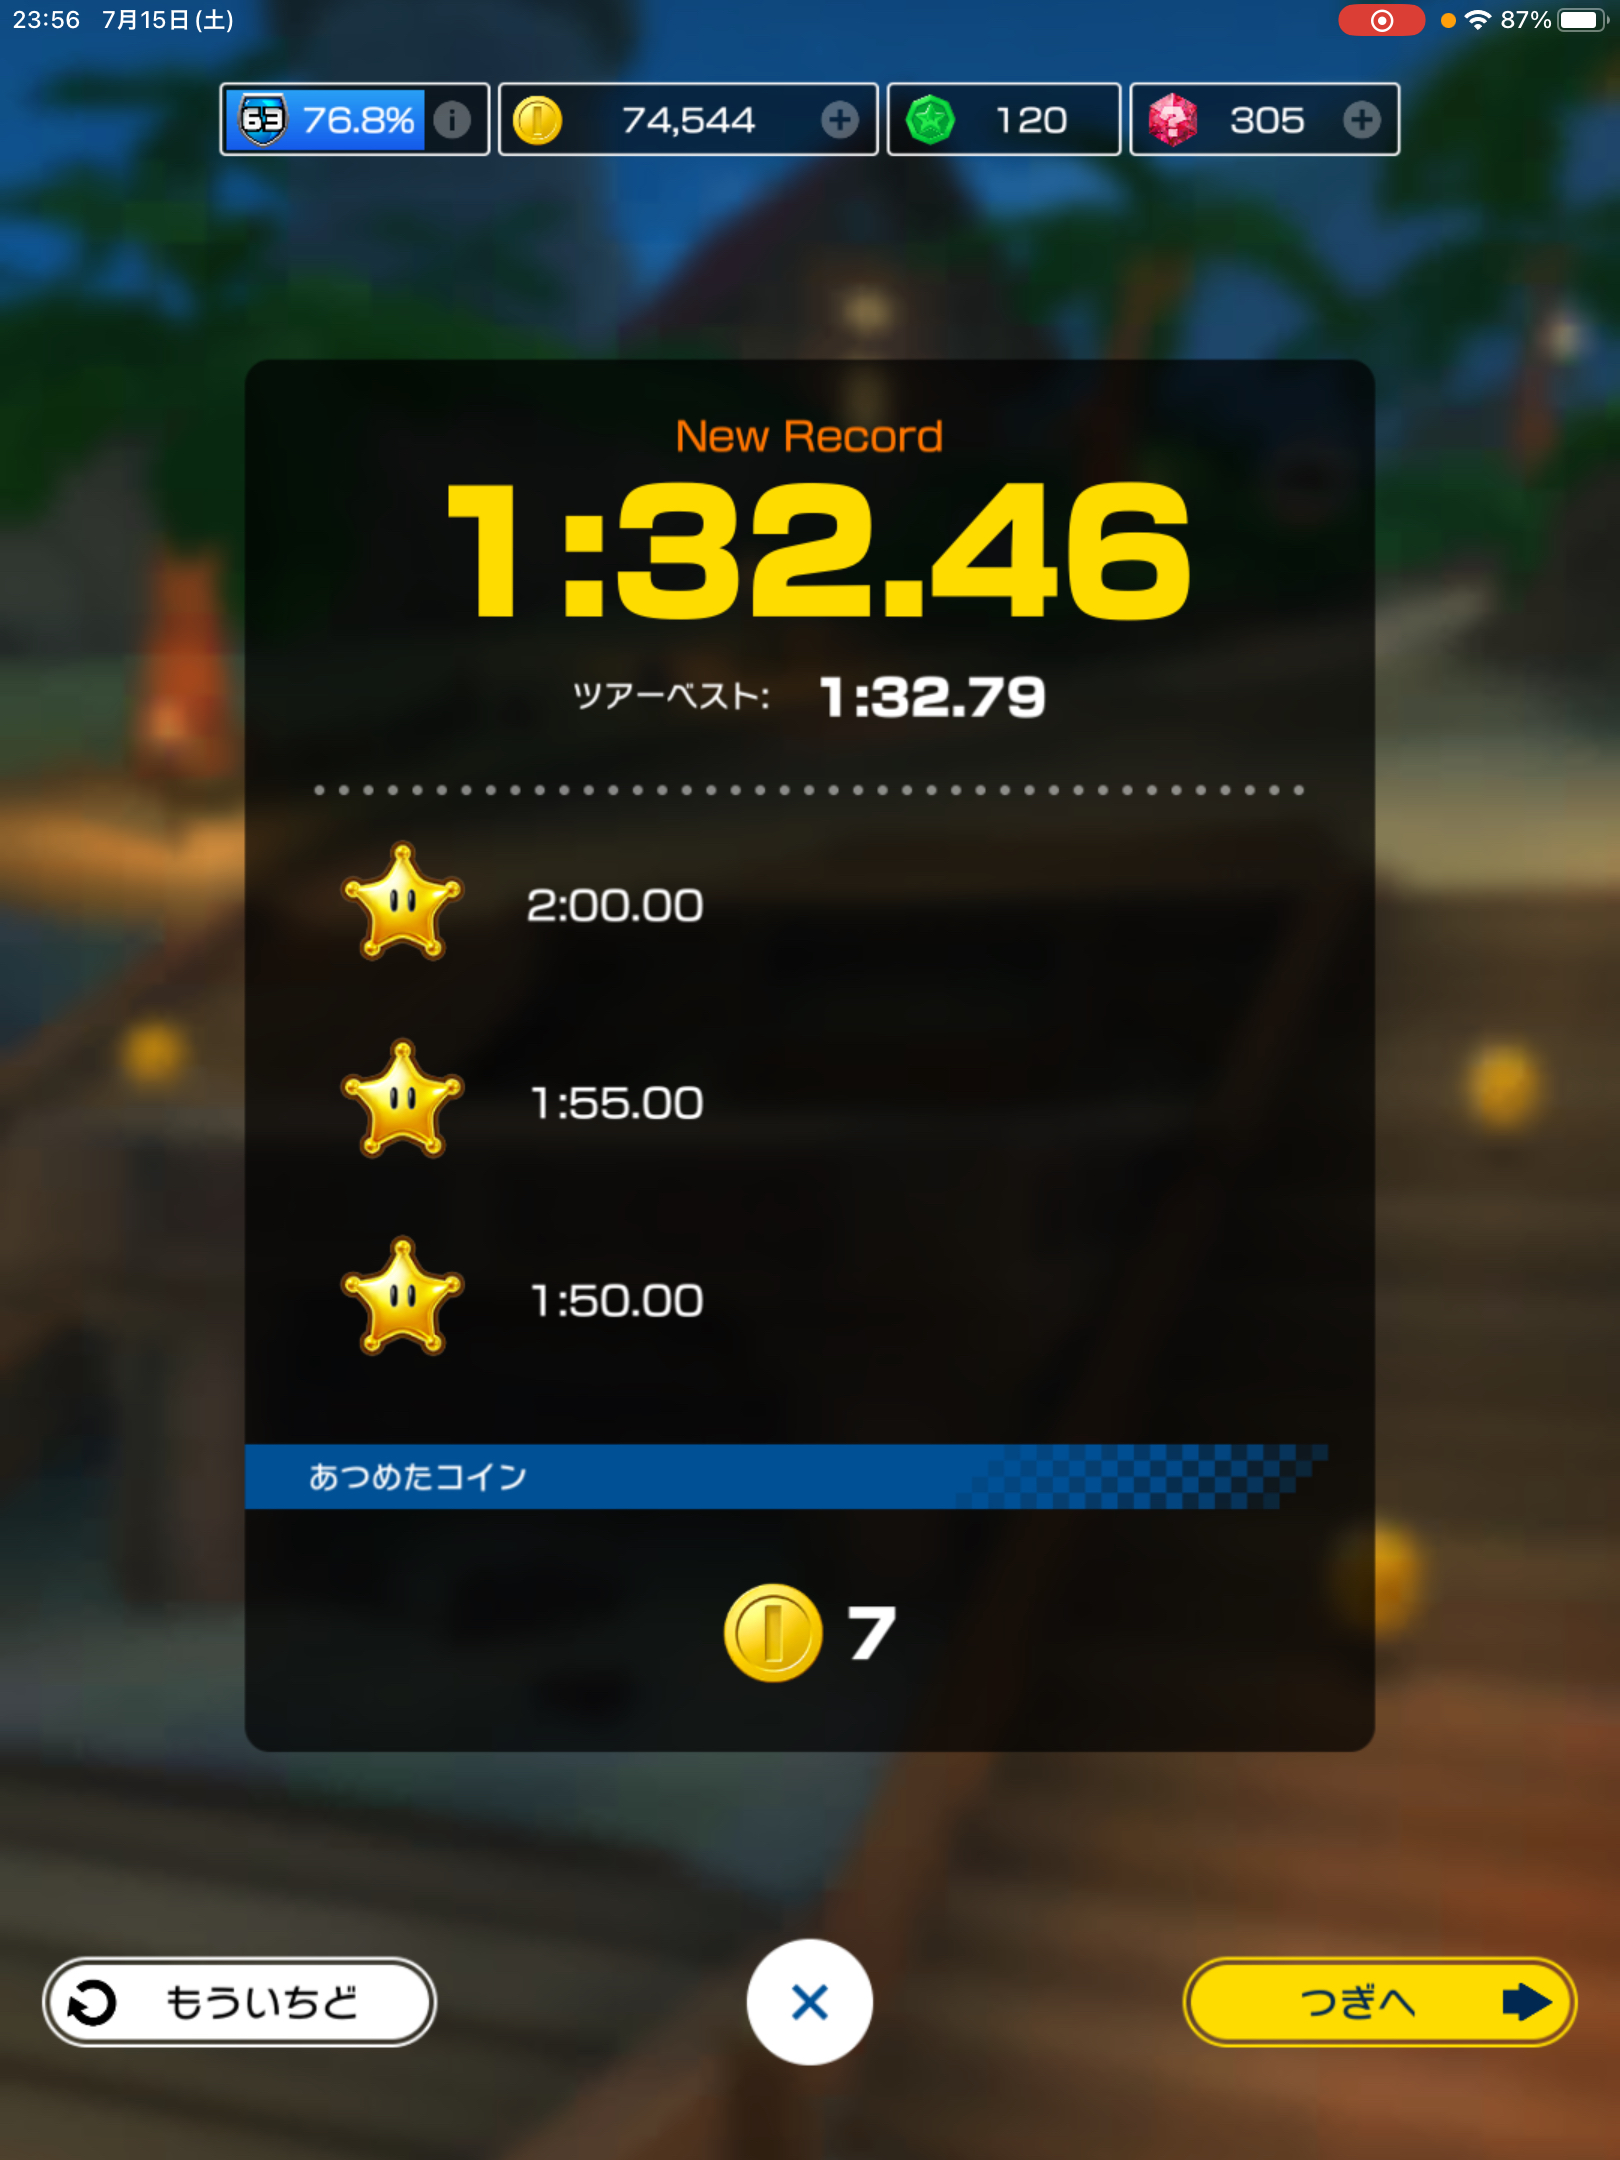 23:56 7月15日(土) 87%
63 76.8% i 74,544 + 120 ? 305 +
New Record
1:32.46
ツアーベスト: 1:32.79
2:00.00
1:55.00
1:50.00
あつめたコイン
7
もういちど × つぎへ